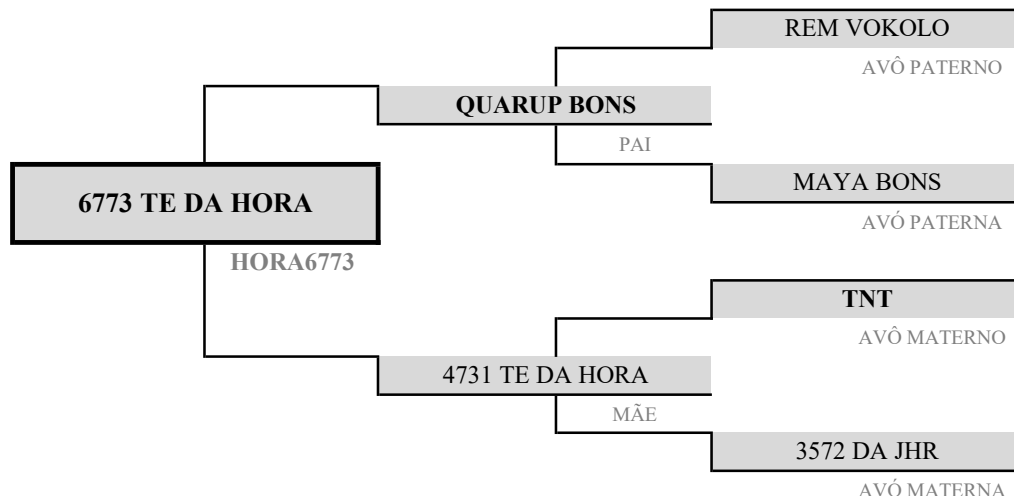 REM VOKOLO
AVÔ PATERNO
QUARUP BONS
PAI
MAYA BONS
AVÓ PATERNA
6773 TE DA HORA
HORA6773
TNT
AVÔ MATERNO
4731 TE DA HORA
MÃE
3572 DA JHR
AVÓ MATERNA